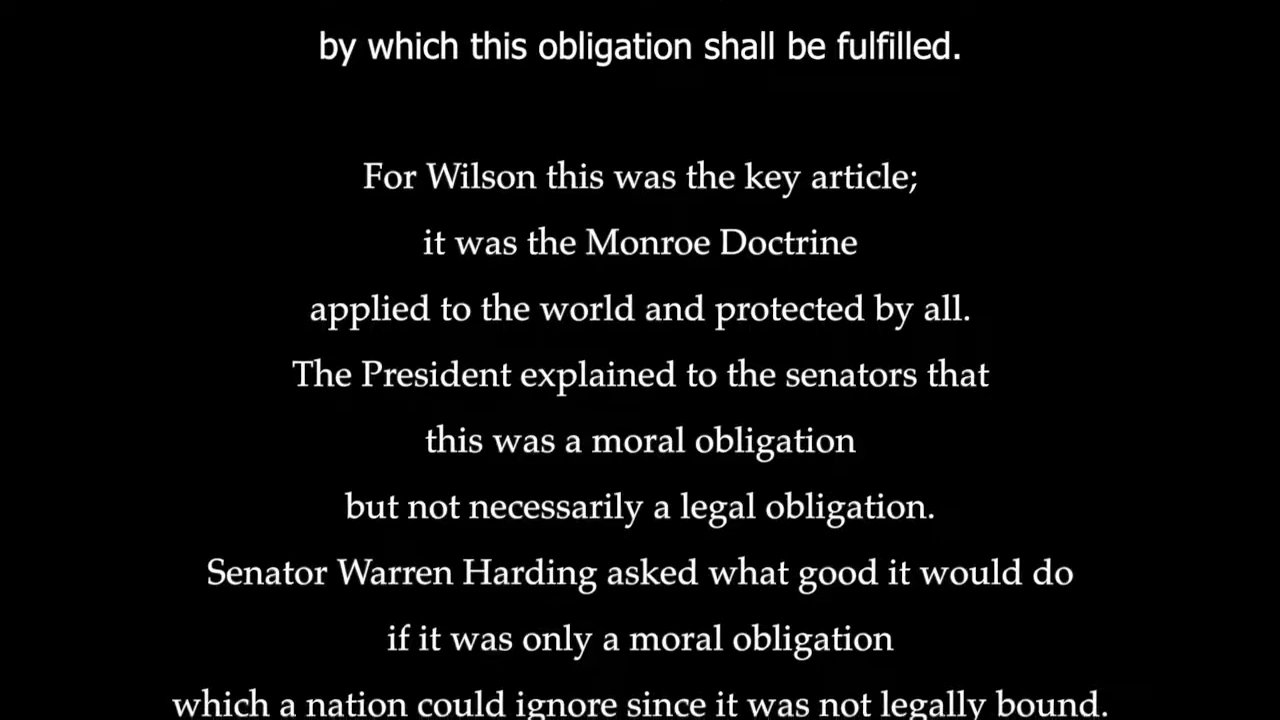 by which this obligation shall be fulfilled.
For Wilson this was the key article;
it was the Monroe Doctrine
applied to the world and protected by all.
The President explained to the senators that
this was a moral obligation
but not necessarily a legal obligation.
Senator Warren Harding asked what good it would do
if it was only a moral obligation
which a nation could ignore since it was not legally bound.